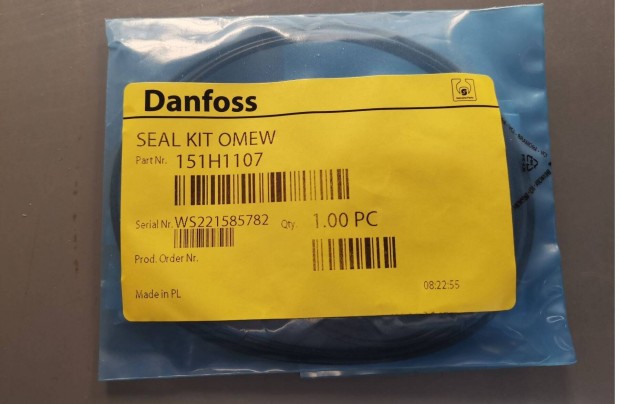 Danfoss
SEAL KIT OMEW
Part Nr. 151H1107
Serial Nr. WS221585782 Qty. 1.00 PC
Prod. Order Nr.
Made in PL 08:22:55